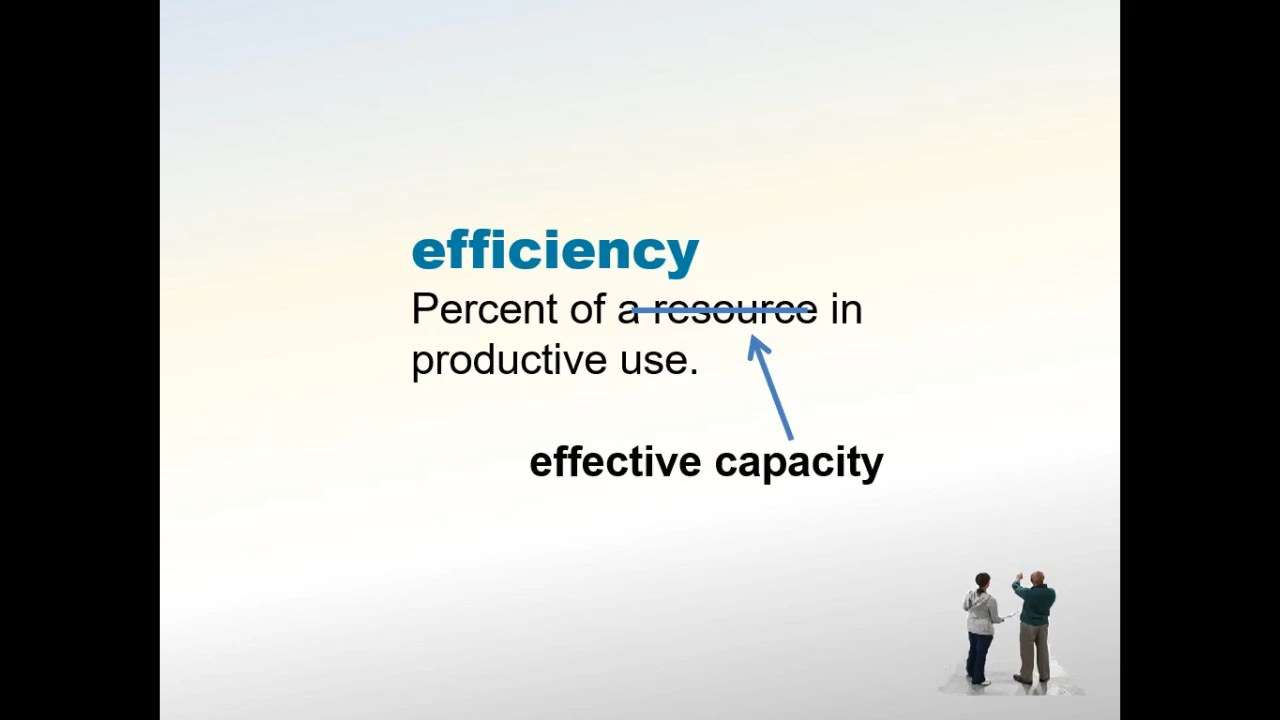 efficiency
Percent of a resource in
productive use.
effective capacity